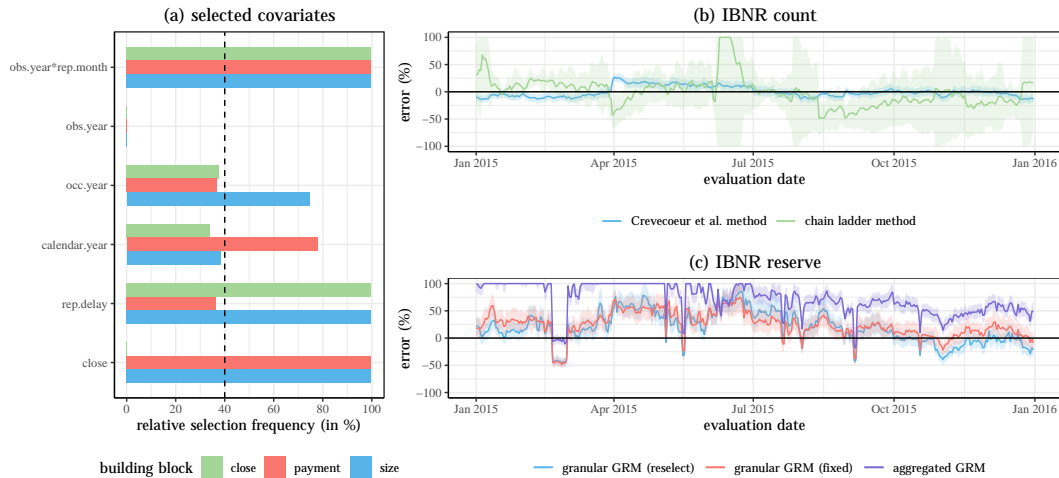 (a) selected covariates
obs.year*rep.month
obs.year
occ.year
calendar.year
rep.delay
close
0 20 40 60 80 100
relative selection frequency (in %)
building block close payment size
(b) IBNR count
error (%)
100
50
0
−50
−100
Jan 2015 Apr 2015 Jul 2015 Oct 2015 Jan 2016
evaluation date
Crevecoeur et al. method chain ladder method
(c) IBNR reserve
error (%)
100
50
0
−50
−100
Jan 2015 Apr 2015 Jul 2015 Oct 2015 Jan 2016
evaluation date
granular GRM (reselect) granular GRM (fixed) aggregated GRM